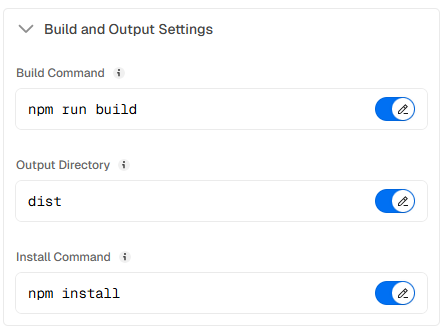 Build and Output Settings
Build Command
npm run build
Output Directory
dist
Install Command
npm install